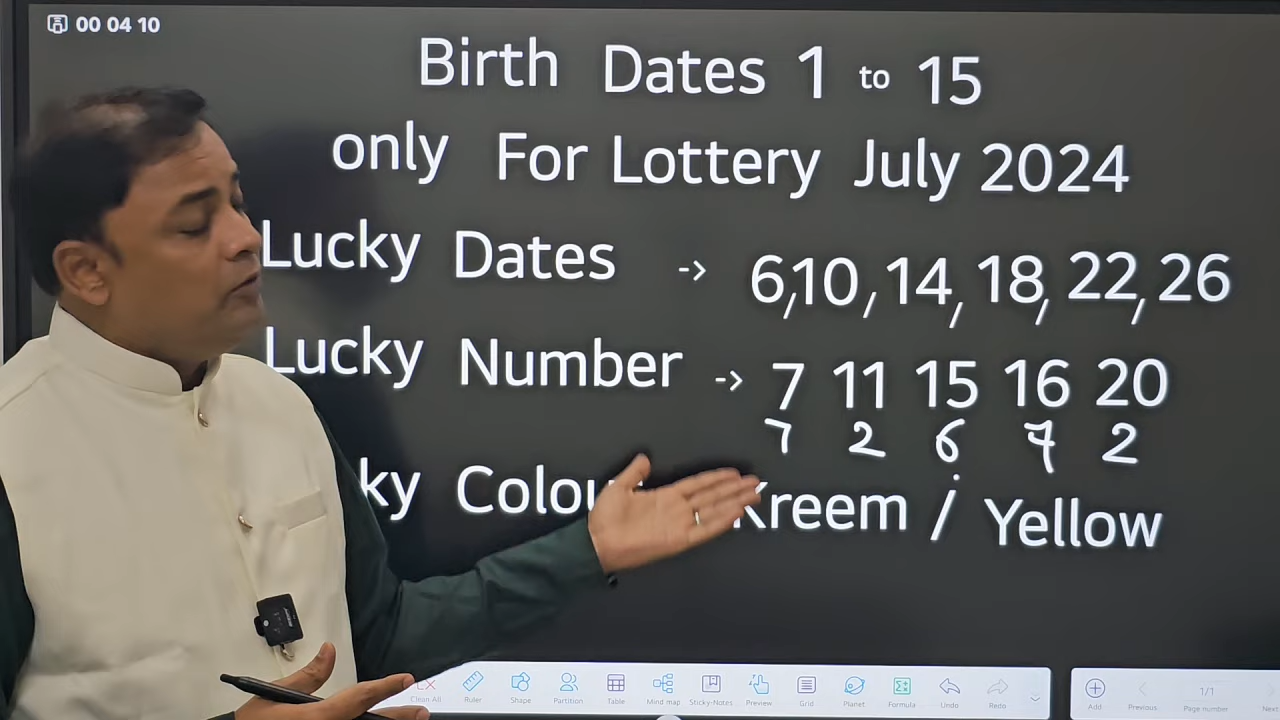 00 04 10
Birth Dates 1 to 15
only For Lottery July 2024
Lucky Dates -> 6,10,14,18,22,26
Lucky Number -> 7 11 15 16 20
7 2 6 7 2
ky Colou Kreem / Yellow
Clean All Ruler Shape Partition Table Mind map Sticky-Notes Preview Grid Planet Formula Undo Redo Add Previous 1/1 Page number Next